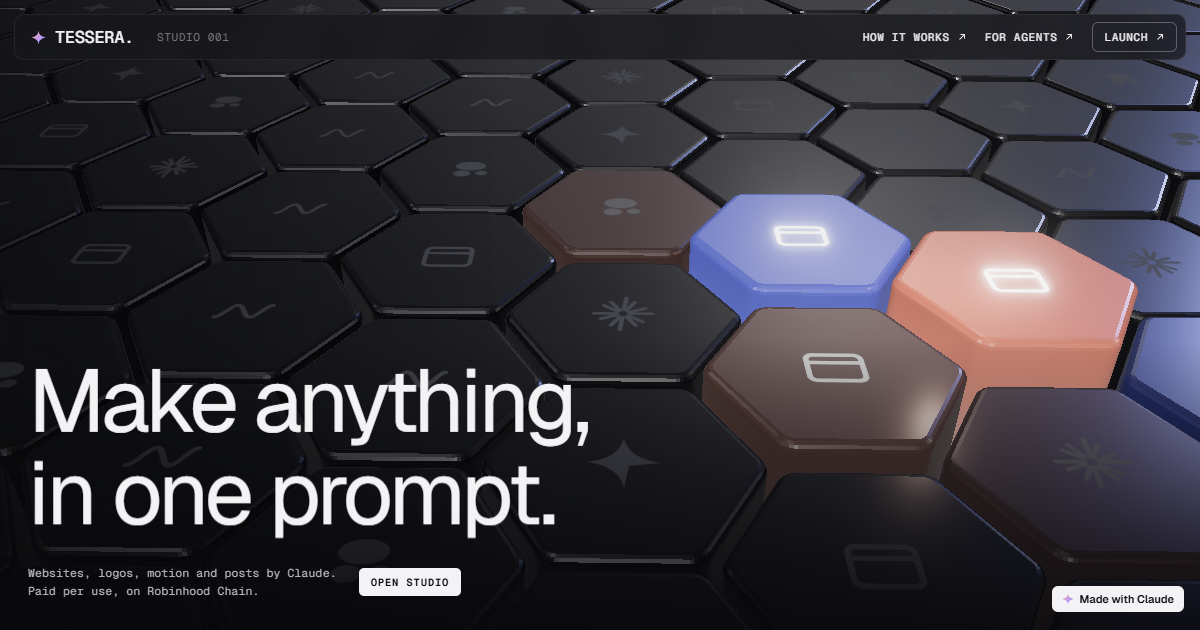 TESSERA.
STUDIO 001
HOW IT WORKS ↗
FOR AGENTS ↗
LAUNCH ↗
Make anything,
in one prompt.
Websites, logos, motion and posts by Claude.
Paid per use, on Robinhood Chain.
OPEN STUDIO
Made with Claude